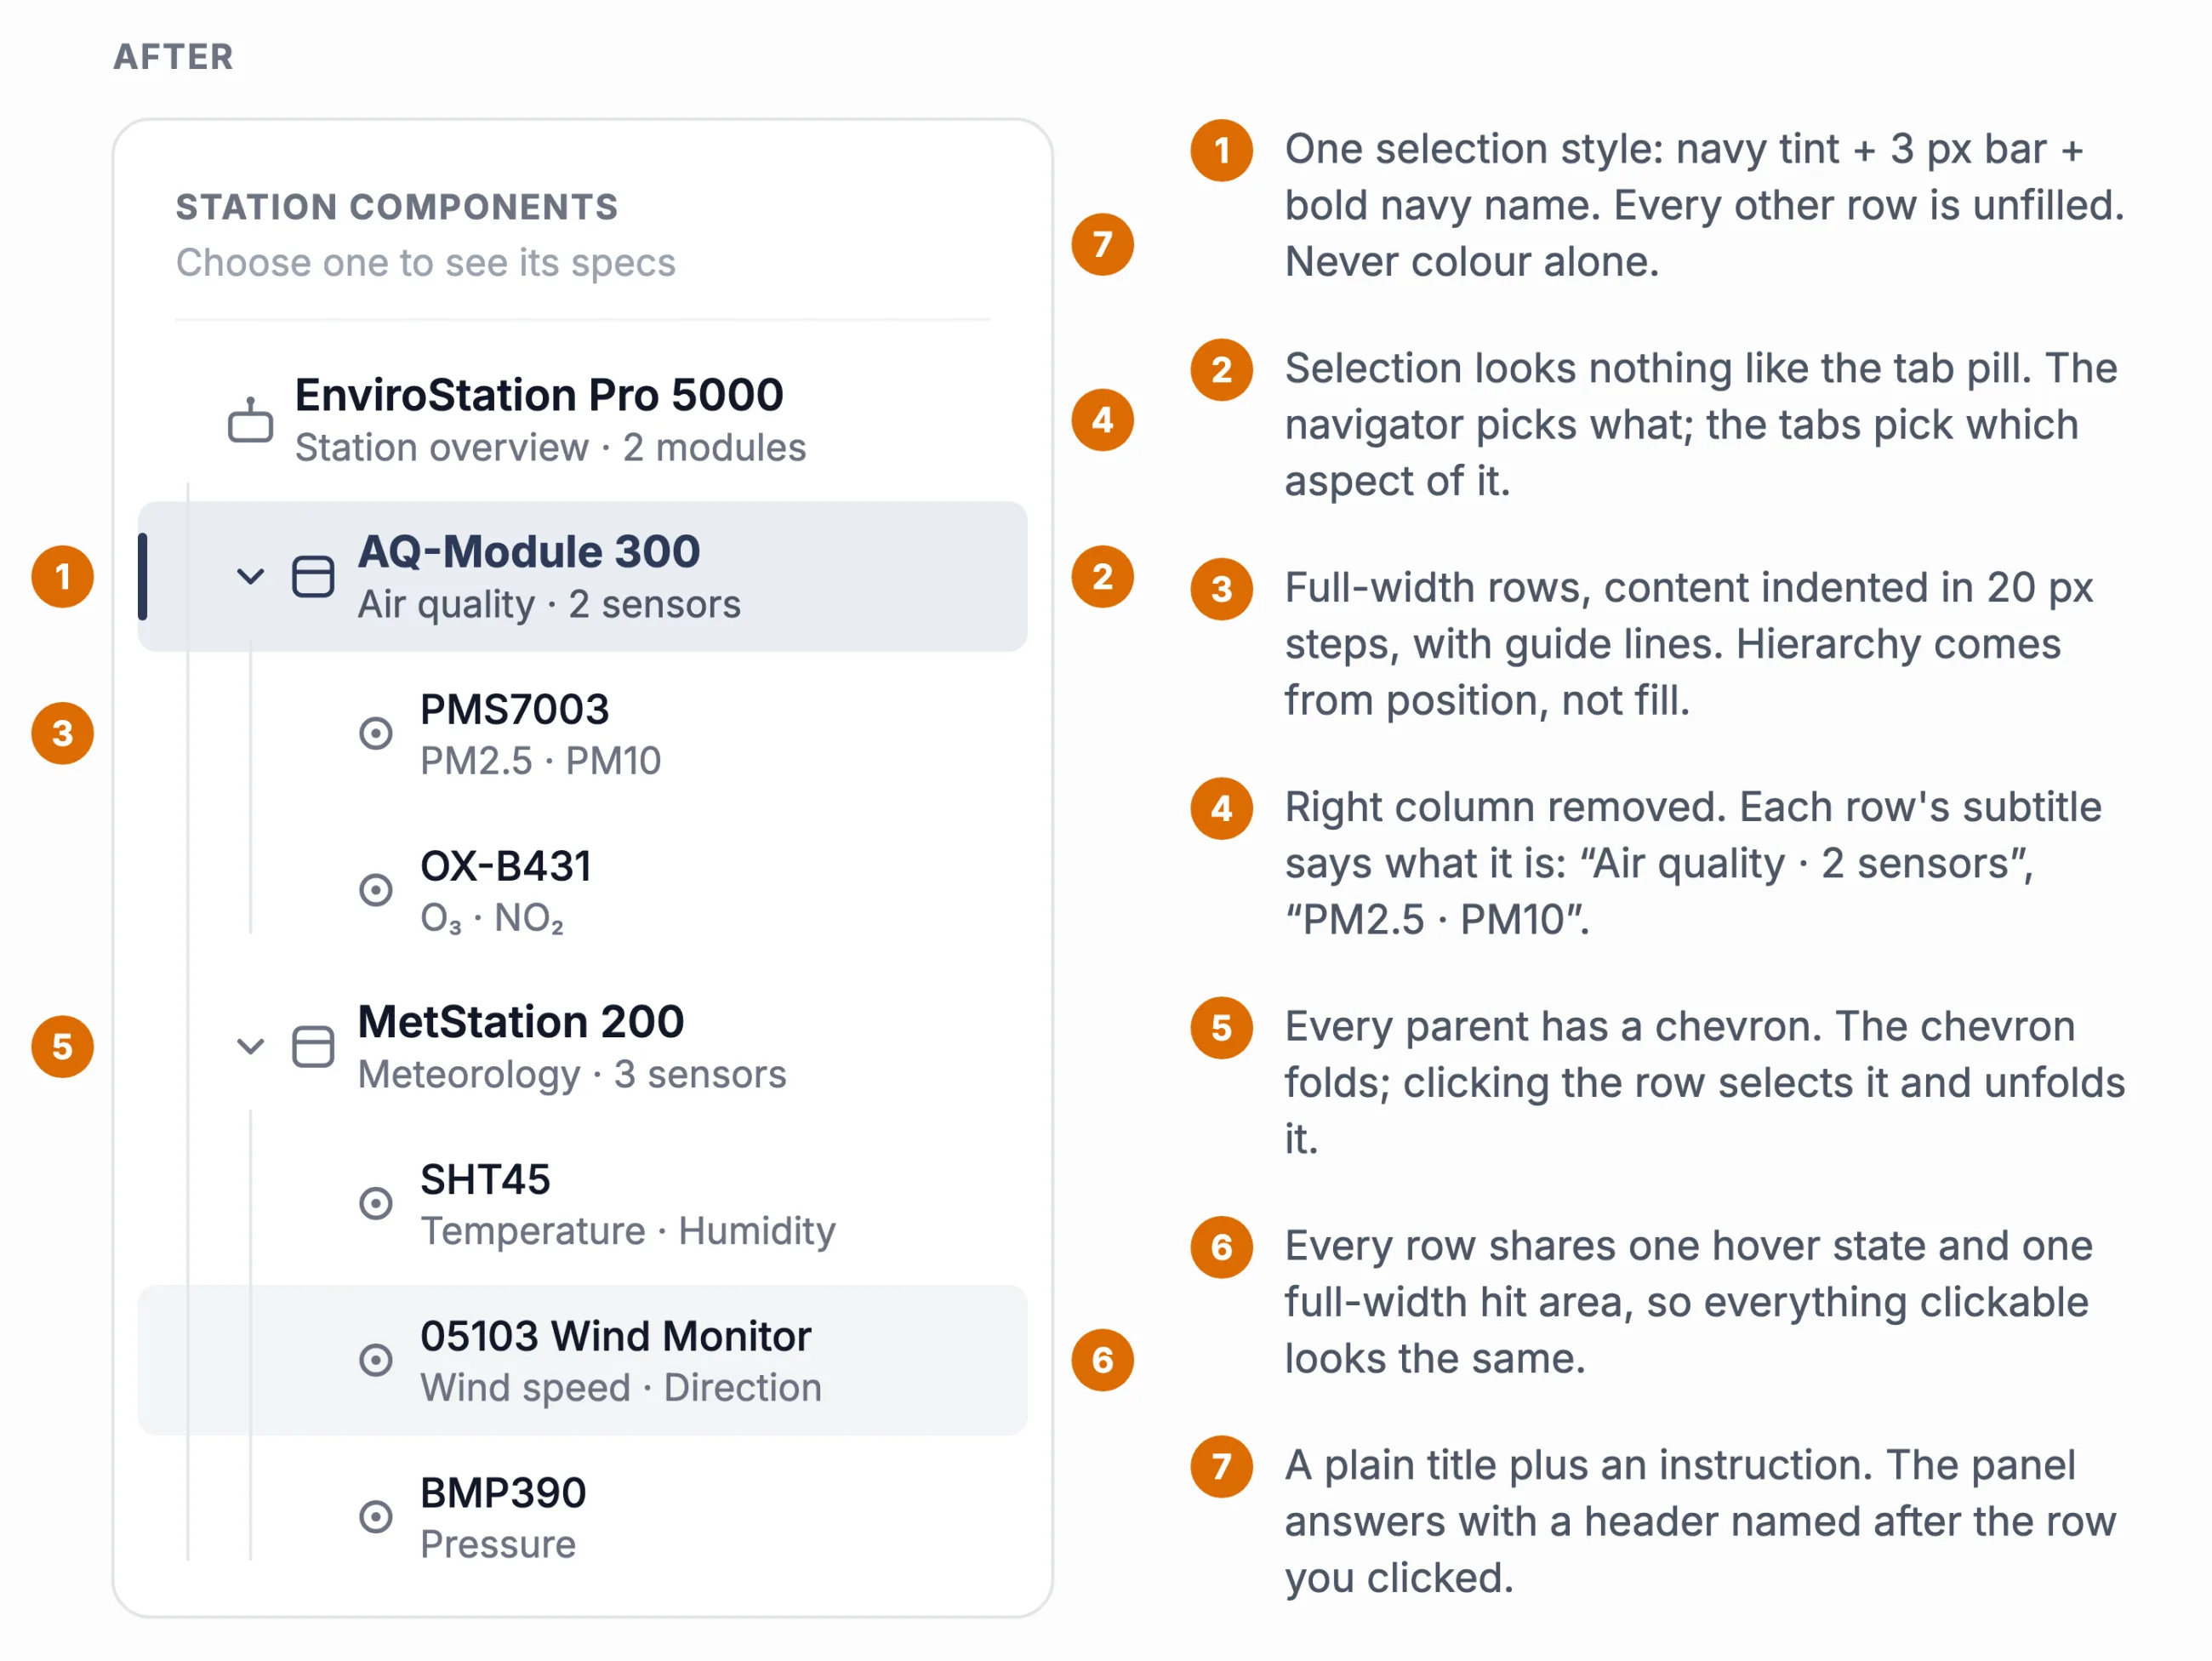 AFTER
STATION COMPONENTS
Choose one to see its specs
7
EnviroStation Pro 5000
Station overview · 2 modules
4
1
AQ-Module 300
Air quality · 2 sensors
2
3
PMS7003
PM2.5 · PM10
OX-B431
O₃ · NO₂
5
MetStation 200
Meteorology · 3 sensors
SHT45
Temperature · Humidity
05103 Wind Monitor
Wind speed · Direction
6
BMP390
Pressure
1 One selection style: navy tint + 3 px bar +
bold navy name. Every other row is unfilled.
Never colour alone.
2 Selection looks nothing like the tab pill. The
navigator picks what; the tabs pick which
aspect of it.
3 Full-width rows, content indented in 20 px
steps, with guide lines. Hierarchy comes
from position, not fill.
4 Right column removed. Each row's subtitle
says what it is: “Air quality · 2 sensors”,
“PM2.5 · PM10”.
5 Every parent has a chevron. The chevron
folds; clicking the row selects it and unfolds
it.
6 Every row shares one hover state and one
full-width hit area, so everything clickable
looks the same.
7 A plain title plus an instruction. The panel
answers with a header named after the row
you clicked.